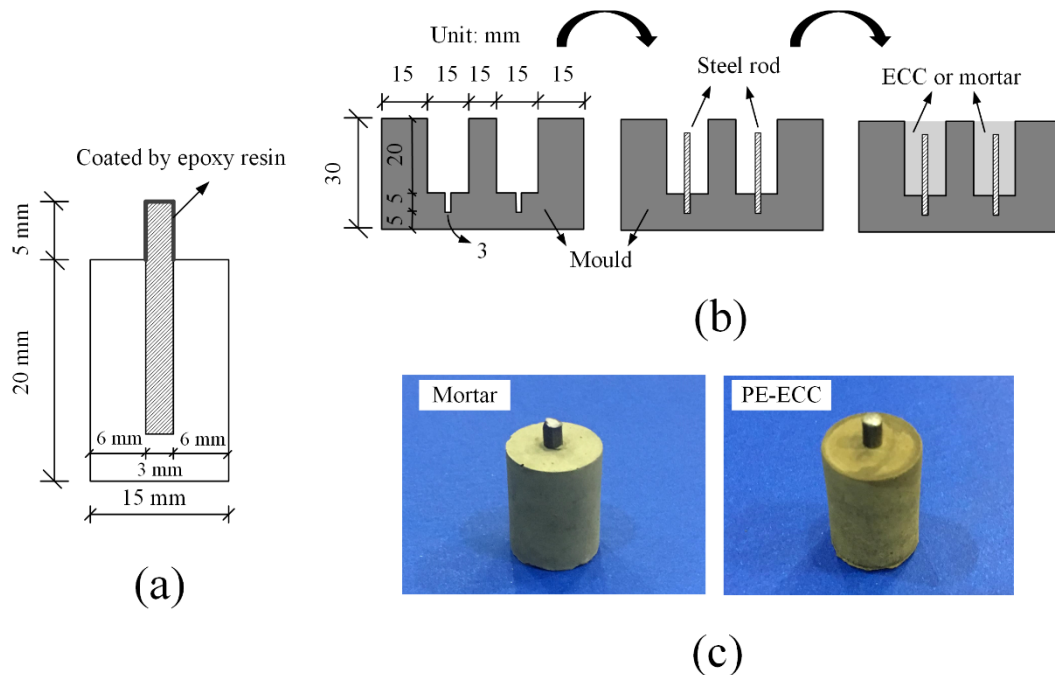 Coated by epoxy resin
5 mm
20 mm
6 mm
6 mm
3 mm
15 mm
(a)
Unit: mm
15
15
15
15
15
30
20
5
5
3
Steel rod
Mould
ECC or mortar
(b)
Mortar
PE-ECC
(c)